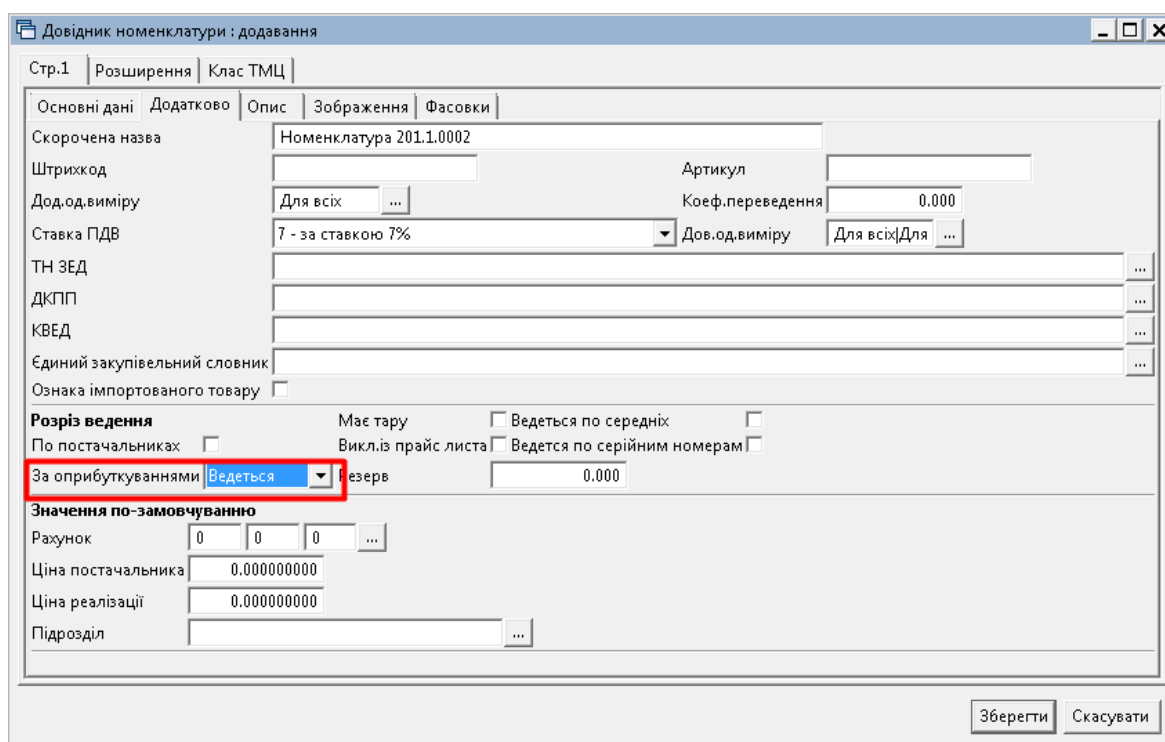 Довідник номенклатури : додавання
Стр.1 Розширення Клас ТМЦ
Основні дані Додатково Опис Зображення Фасовки
Скорочена назва Номенклатура 201.1.0002
Штрихкод Артикул
Дод.од.виміру Для всіх ... Коеф.переведення 0.000
Ставка ПДВ 7 - за ставкою 7% Дов.од.виміру Для всіх|Для ...
ТН ЗЕД ...
ДКПП ...
КВЕД ...
Єдиний закупівельний словник ...
Ознака імпортованого товару
Розріз ведення Має тару Ведеться по середніх
По постачальниках Викл.із прайс листа Ведется по серійним номерам
За оприбуткуваннями Ведеться Резерв 0.000
Значення по-замовчуванню
Рахунок 0 0 0 ...
Ціна постачальника 0.000000000
Ціна реалізації 0.000000000
Підрозділ ...
Зберегти Скасувати